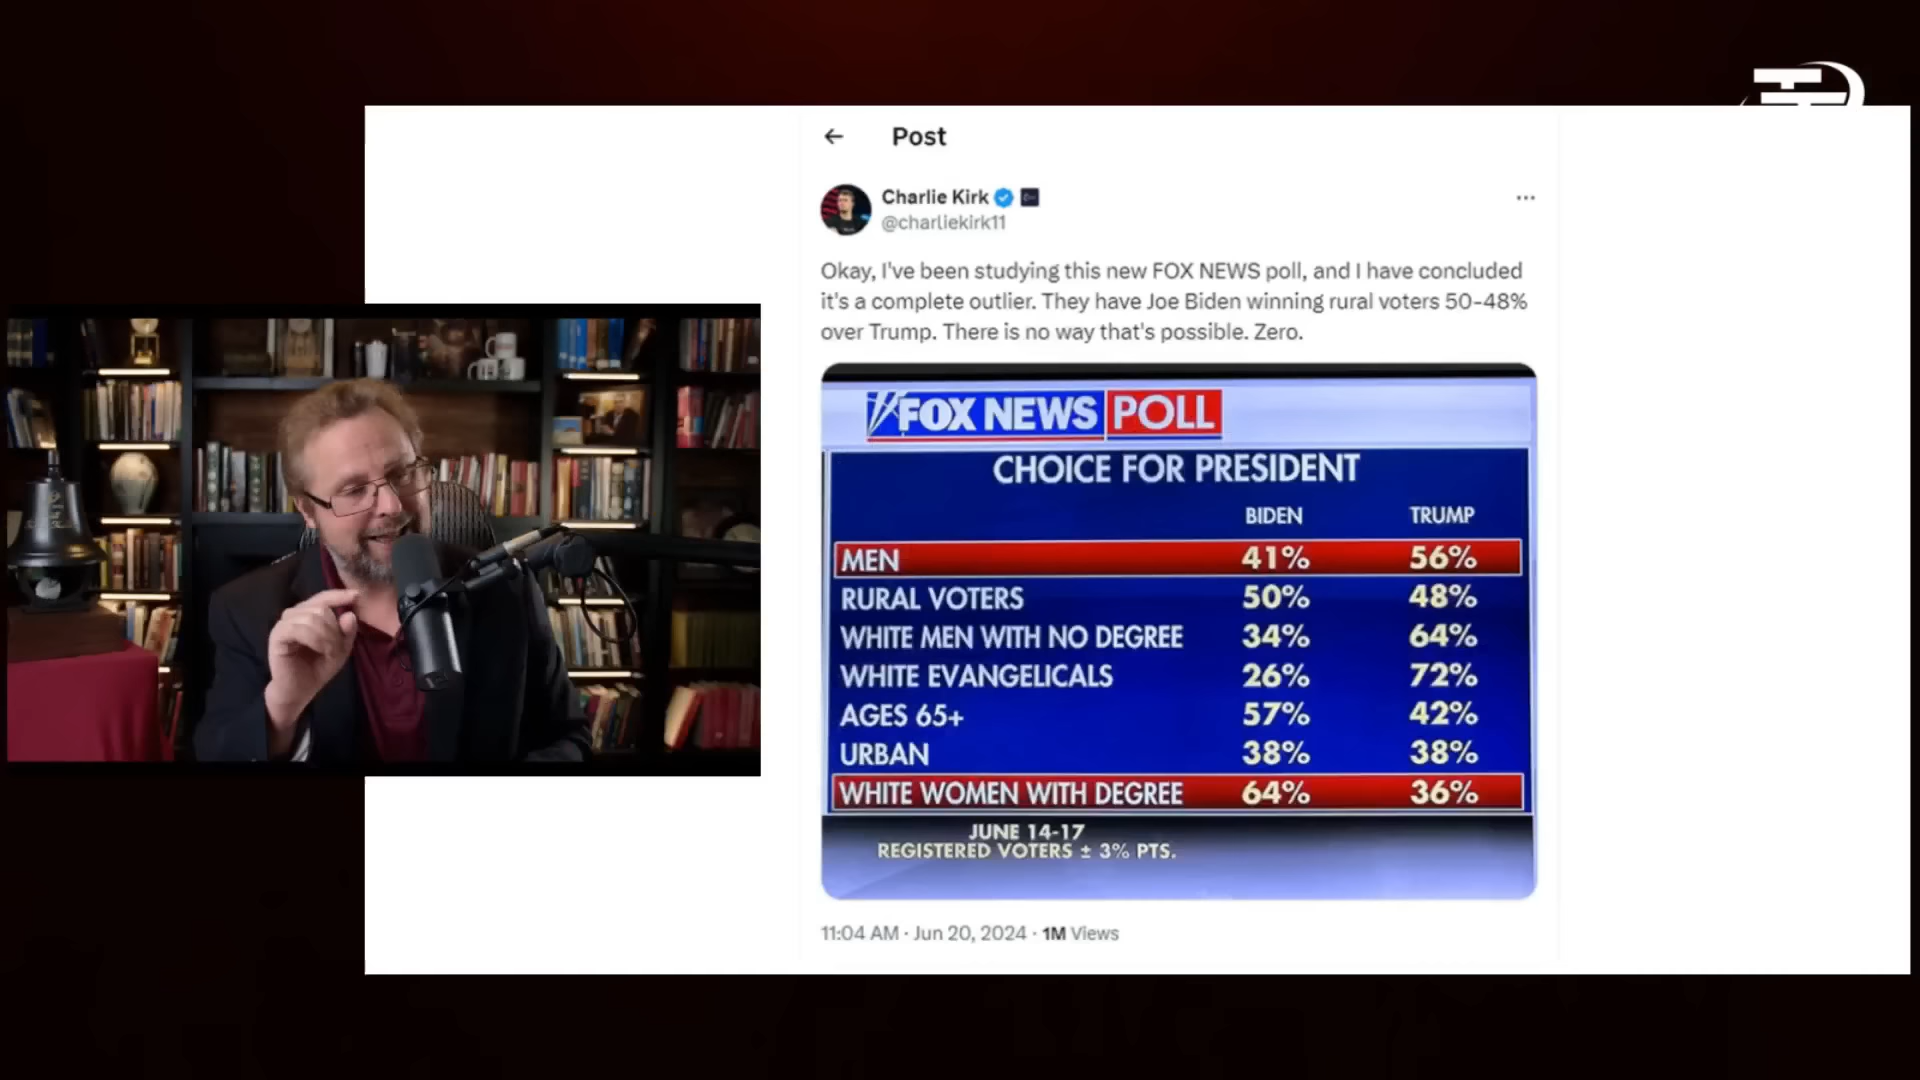 Post
Charlie Kirk
@charliekirk11
Okay, I've been studying this new FOX NEWS poll, and I have concluded
it's a complete outlier. They have Joe Biden winning rural voters 50-48%
over Trump. There is no way that's possible. Zero.
FOX NEWS POLL
CHOICE FOR PRESIDENT
BIDEN TRUMP
MEN 41% 56%
RURAL VOTERS 50% 48%
WHITE MEN WITH NO DEGREE 34% 64%
WHITE EVANGELICALS 26% 72%
AGES 65+ 57% 42%
URBAN 38% 38%
WHITE WOMEN WITH DEGREE 64% 36%
JUNE 14-17
REGISTERED VOTERS ± 3% PTS.
11:04 AM · Jun 20, 2024 · 1M Views